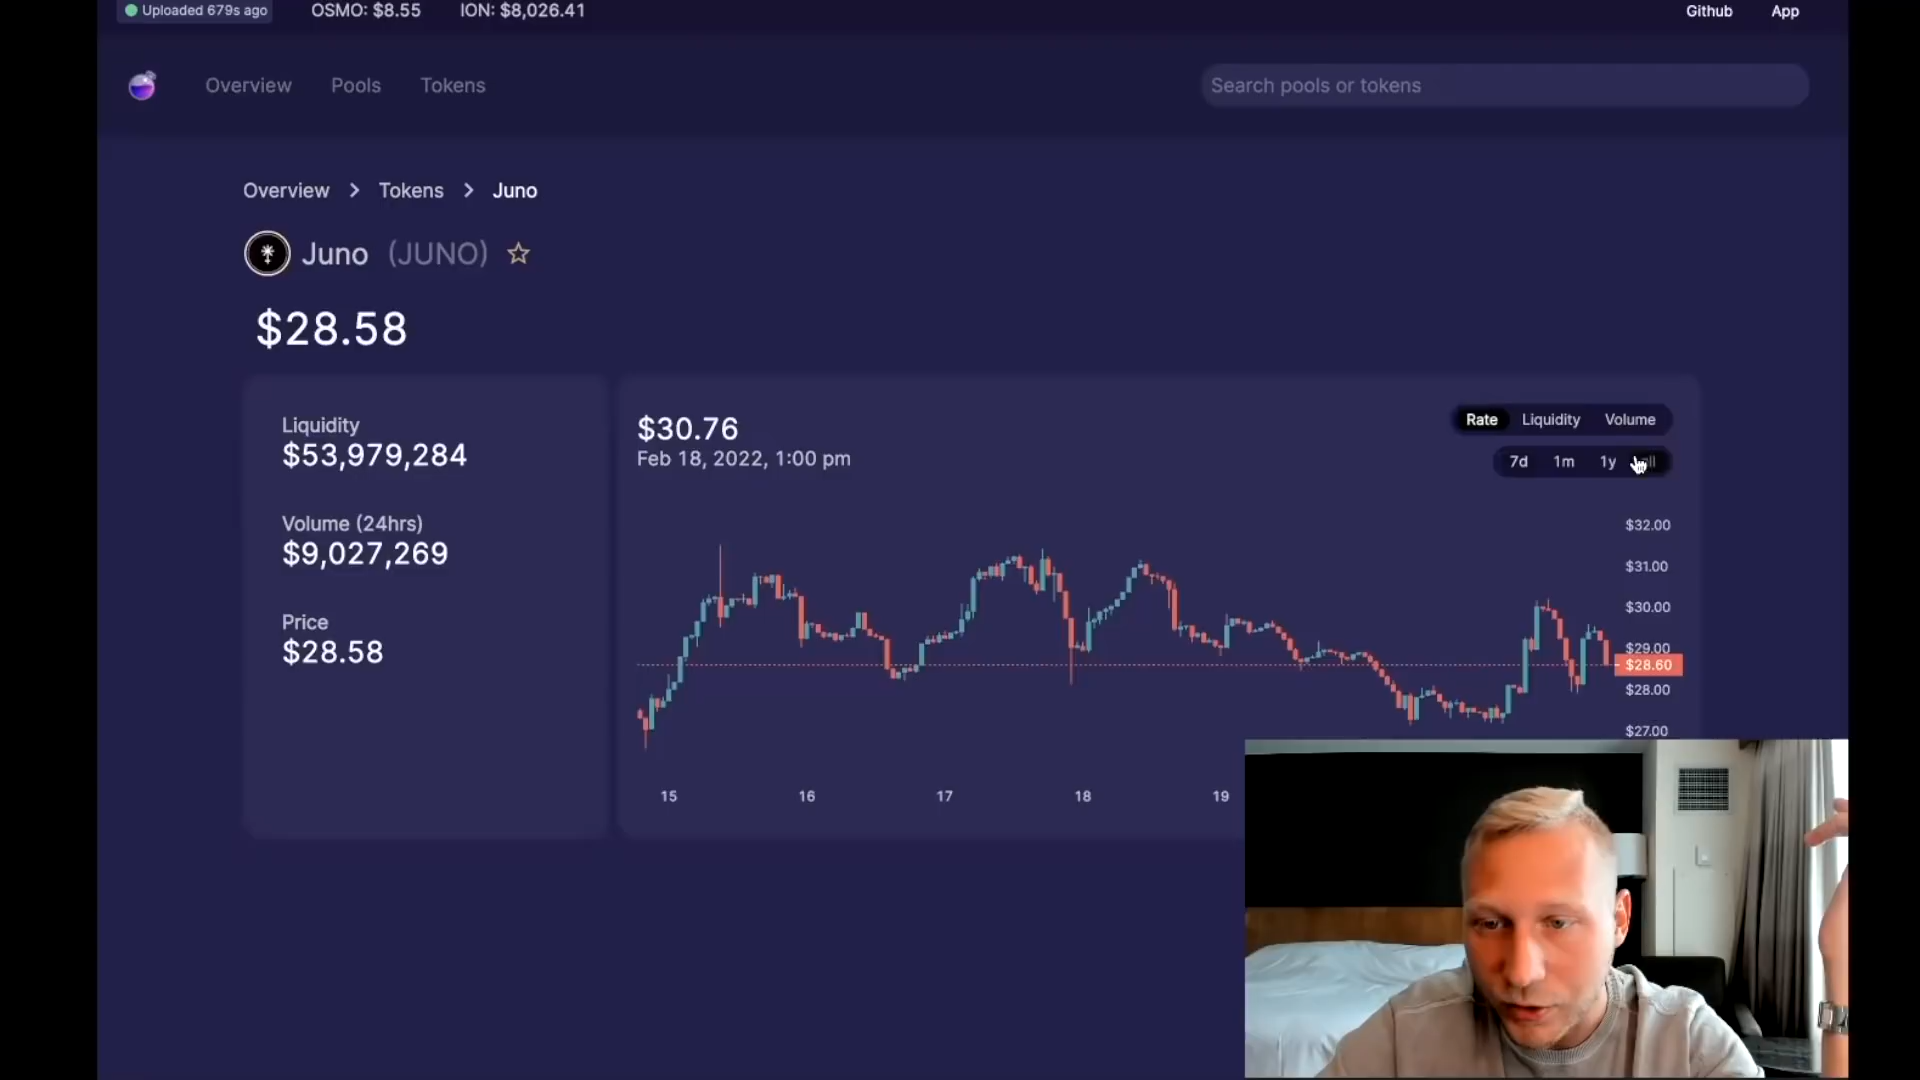 Uploaded 679s ago OSMO: $8.55 ION: $8,026.41 Github App
Overview Pools Tokens Search pools or tokens
Overview > Tokens > Juno
Juno (JUNO)
$28.58
Liquidity
$53,979,284
Volume (24hrs)
$9,027,269
Price
$28.58
$30.76
Feb 18, 2022, 1:00 pm
Rate Liquidity Volume
7d 1m 1y
$32.00
$31.00
$30.00
$29.00
$28.60
$28.00
$27.00
15 16 17 18 19